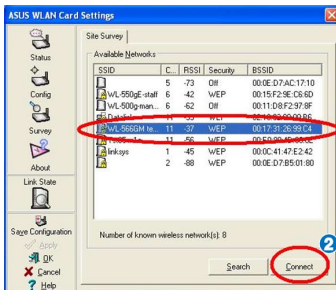 ASUS WLAN Card Settings
Status
Config
Survey
About
Link State
Save Configuration
Apply
OK
Cancel
Help
Site Survey
Available Networks
SSID C... RSSI Security BSSID
5 -73 Off 00:0E:D7:AC:17:10
WL-550gE-staff 6 -42 WEP 00:15:F2:9E:C6:6D
WL-500g-man... 6 -62 Off 00:11:D8:F2:97:8F
WL-566GM te... 11 -37 WEP 00:17:31:26:99:C4
linksys 1 -45 WEP 00:0C:41:47:E2:42
2 -88 WEP 00:0E:D7:B5:01:80
Number of known wireless network(s): 8
Search
Connect
2